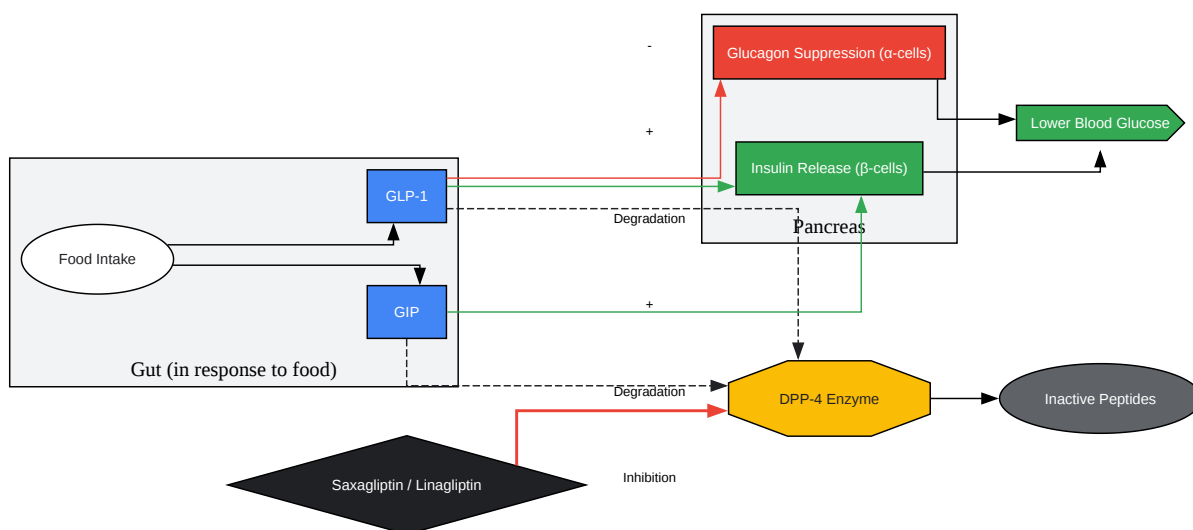 -
Glucagon Suppression (α-cells)
+
Lower Blood Glucose
Insulin Release (β-cells)
GLP-1
Degradation
Pancreas
Food Intake
+
GIP
Gut (in response to food)
Degradation
DPP-4 Enzyme
Inactive Peptides
Saxagliptin / Linagliptin
Inhibition